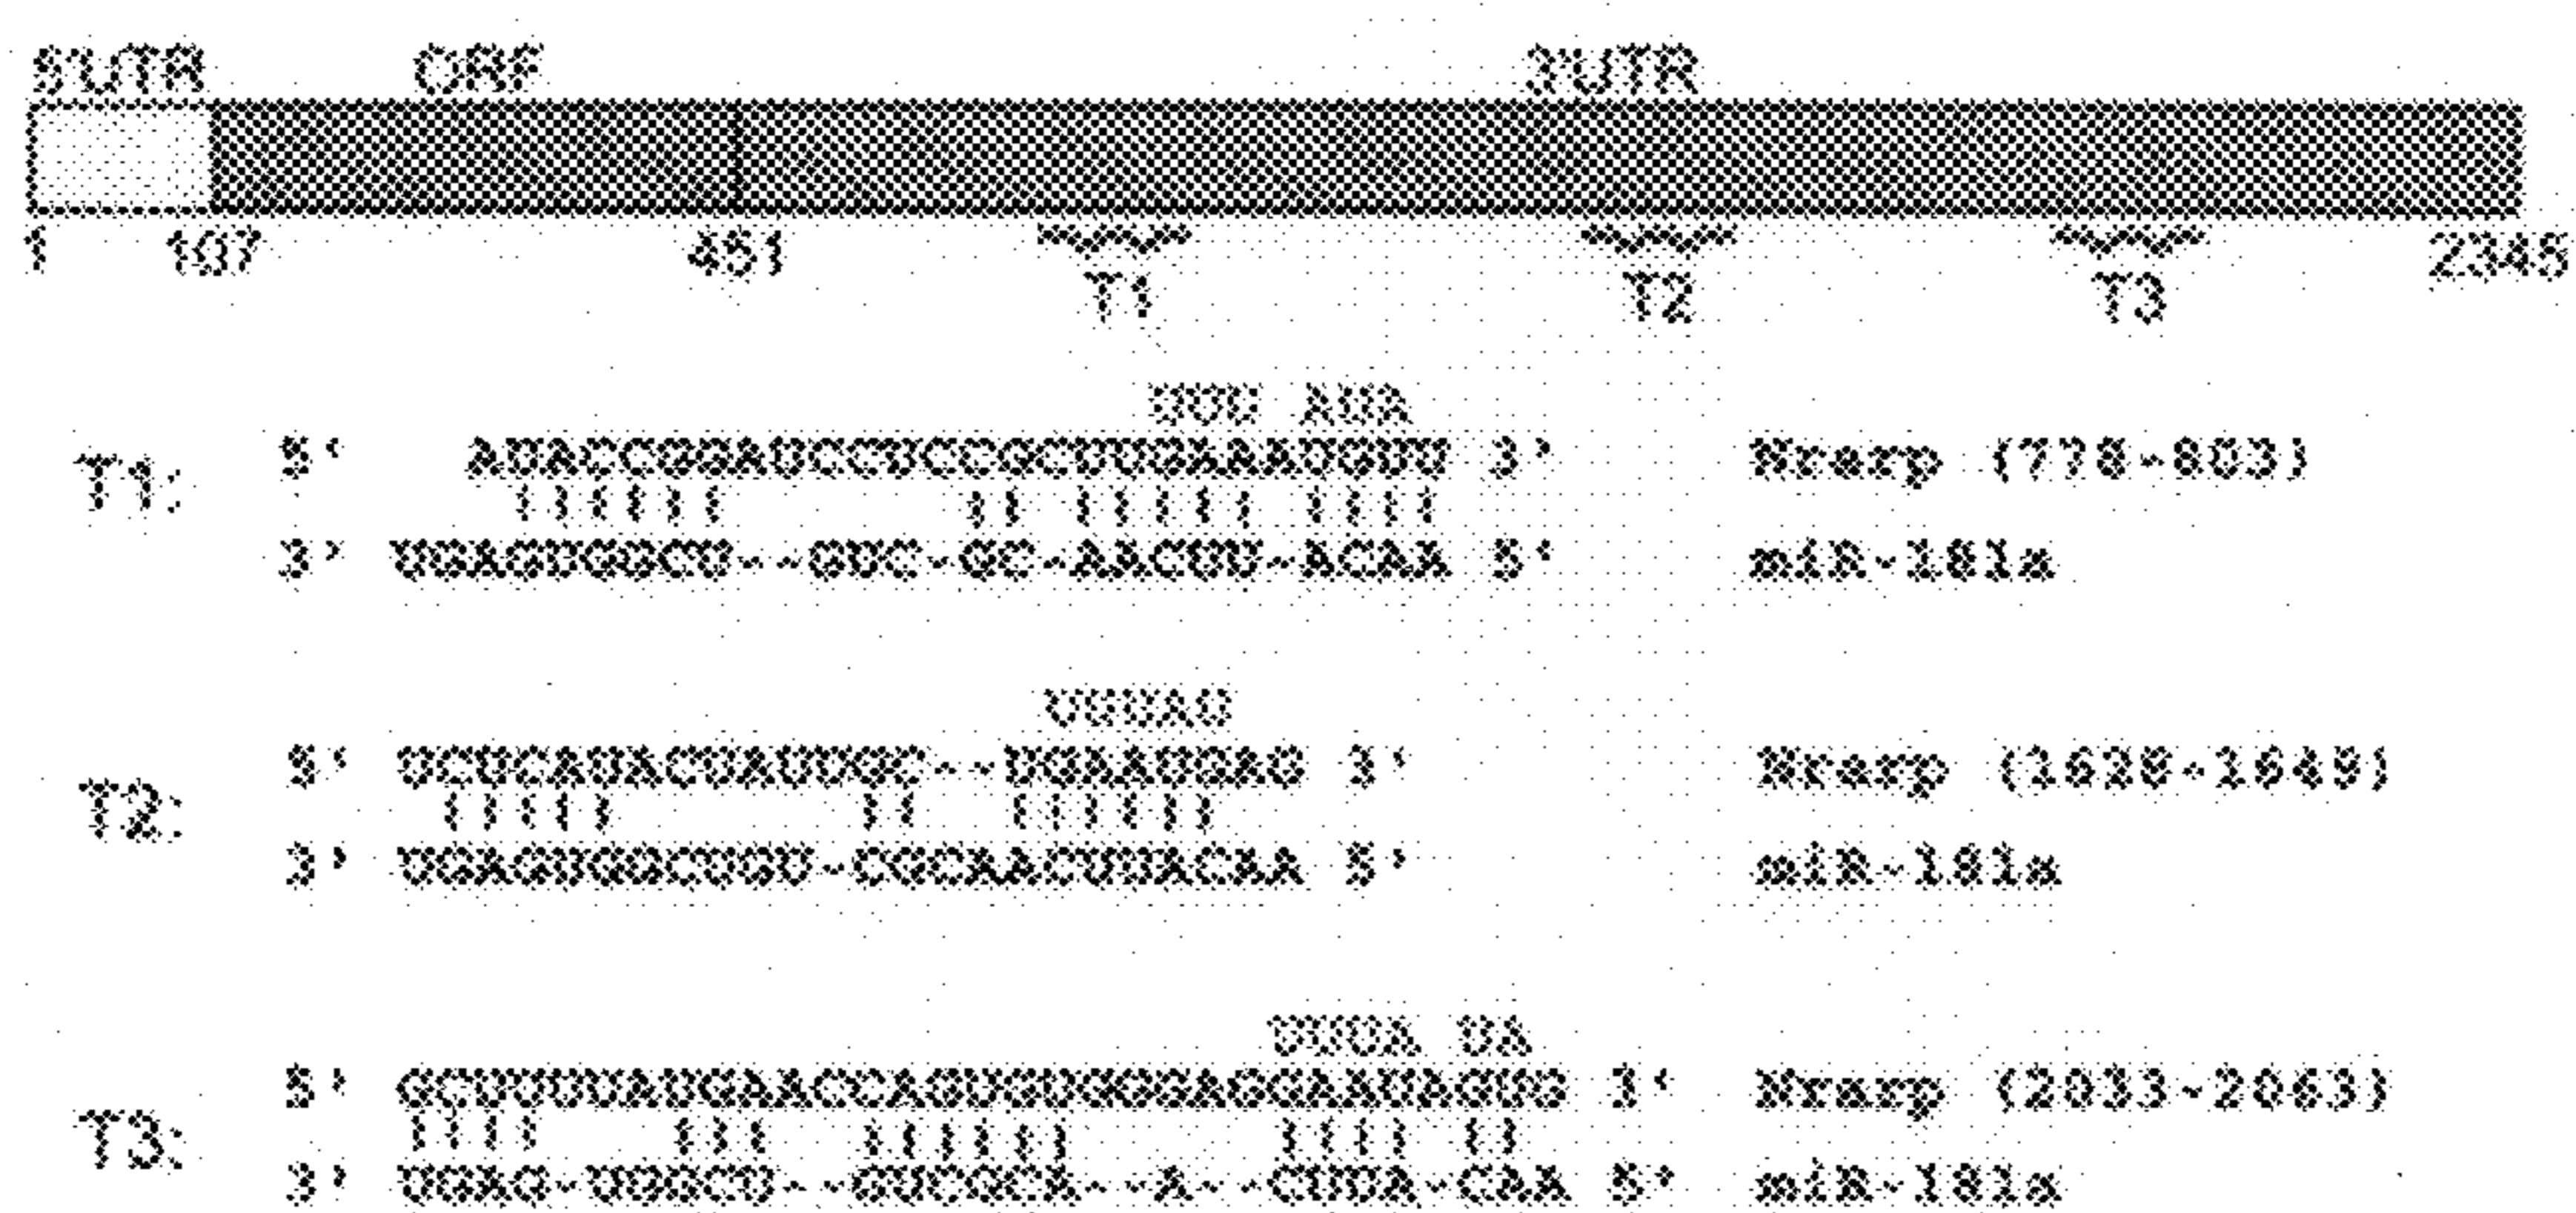 5'UTR ORF 3'UTR
1 107 451 2345
T1 T2 T3
UUU AUA
T1: 5' AUACCGGAUCCUCCGCUUGAAAUGUU 3' Nrarp (778-803)
3' UGAGUGGCU--GUC-GC-AACUU-ACAA 5' miR-181a
UUUAU
T2: 5' UCUCAUACUAUUGC--UGAAUGAG 3' Nrarp (1628-1649)
3' UGAGUGGCUGU-CGCAACUUACAA 5' miR-181a
UUUA UA
T3: 5' GCUUUUAUGAACCAGUGUGGGAGGAAUAGUG 3' Nrarp (2033-2063)
3' UGAG-UGGCU--GUCGCA--A--CUUA-CAA 5' miR-181a